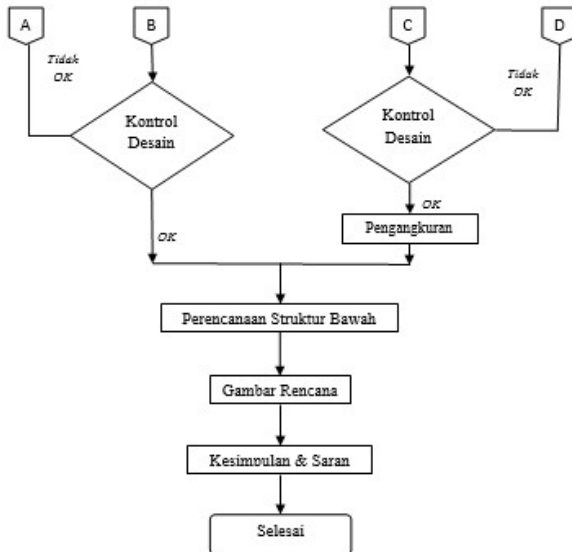 A
B
C
D
Tidak
OK
Tidak
OK
Kontrol
Desain
Kontrol
Desain
OK
OK
Pengangkuran
Perencanaan Struktur Bawah
Gambar Rencana
Kesimpulan & Saran
Selesai